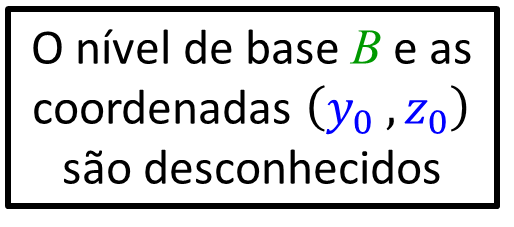 O nível de base B e as
coordenadas (y₀ , z₀)
são desconhecidos